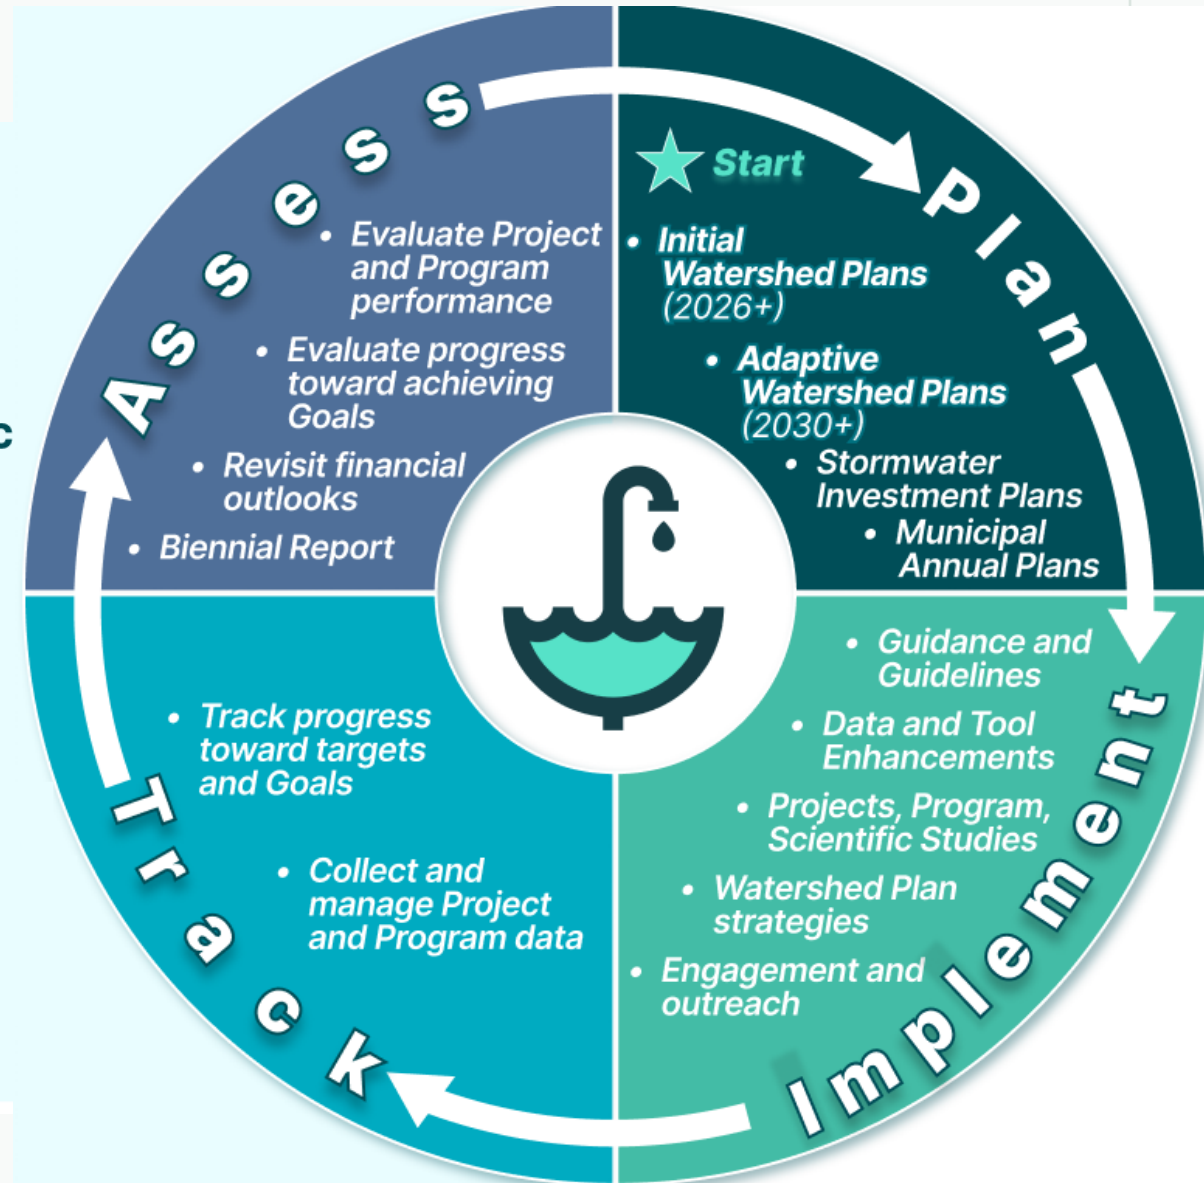 Assess
• Evaluate Project
and Program
performance
• Evaluate progress
toward achieving
Goals
• Revisit financial
outlooks
• Biennial Report
Start
Plan
• Initial
Watershed Plans
(2026+)
• Adaptive
Watershed Plans
(2030+)
• Stormwater
Investment Plans
• Municipal
Annual Plans
• Guidance and
Guidelines
• Data and Tool
Enhancements
• Projects, Program,
Scientific Studies
• Watershed Plan
strategies
• Engagement and
outreach
Implement
• Track progress
toward targets
and Goals
• Collect and
manage Project
and Program data
Track
c